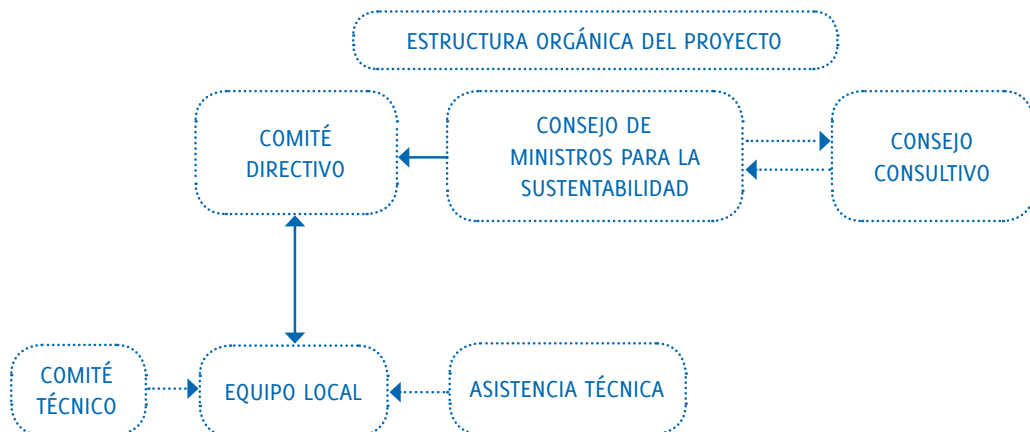 ESTRUCTURA ORGÁNICA DEL PROYECTO
COMITÉ
DIRECTIVO
CONSEJO DE
MINISTROS PARA LA
SUSTENTABILIDAD
CONSEJO
CONSULTIVO
COMITÉ
TÉCNICO
EQUIPO LOCAL
ASISTENCIA TÉCNICA